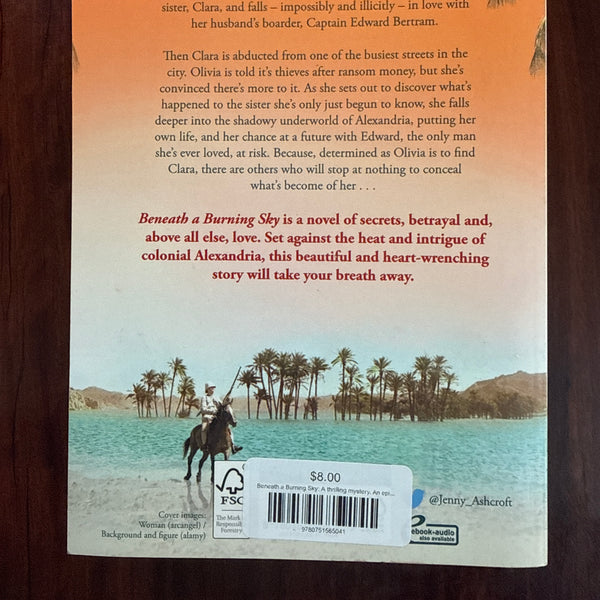 sister, Clara, and falls – impossibly and illicitly – in love with
her husband's boarder, Captain Edward Bertram.
Then Clara is abducted from one of the busiest streets in the
city. Olivia is told it's thieves after ransom money, but she's
convinced there's more to it. As she sets out to discover what's
happened to the sister she's only just begun to know, she falls
deeper into the shadowy underworld of Alexandria, putting her
own life, and her chance at a future with Edward, the only man
she's ever loved, at risk. Because, determined as Olivia is to find
Clara, there are others who will stop at nothing to conceal
what's become of her . . .
Beneath a Burning Sky is a novel of secrets, betrayal and,
above all else, love. Set against the heat and intrigue of
colonial Alexandria, this beautiful and heart-wrenching
story will take your breath away.
$8.00
Beneath a Burning Sky: A thrilling mystery. An epi...
9780751565041
FSC
The Mark
Responsibl
Forestry
@Jenny_Ashcroft
ebook-audio
also available
Cover images:
Woman (arcangel) /
Background and figure (alamy)